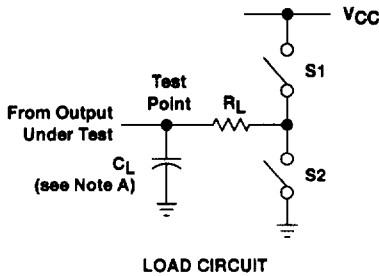 VCC
S1
Test
Point
RL
From Output
Under Test
CL
(see Note A)
S2
LOAD CIRCUIT